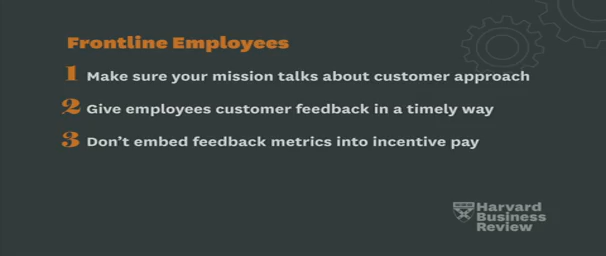 Frontline Employees
1 Make sure your mission talks about customer approach
2 Give employees customer feedback in a timely way
3 Don't embed feedback metrics into incentive pay
Harvard
Business
Review